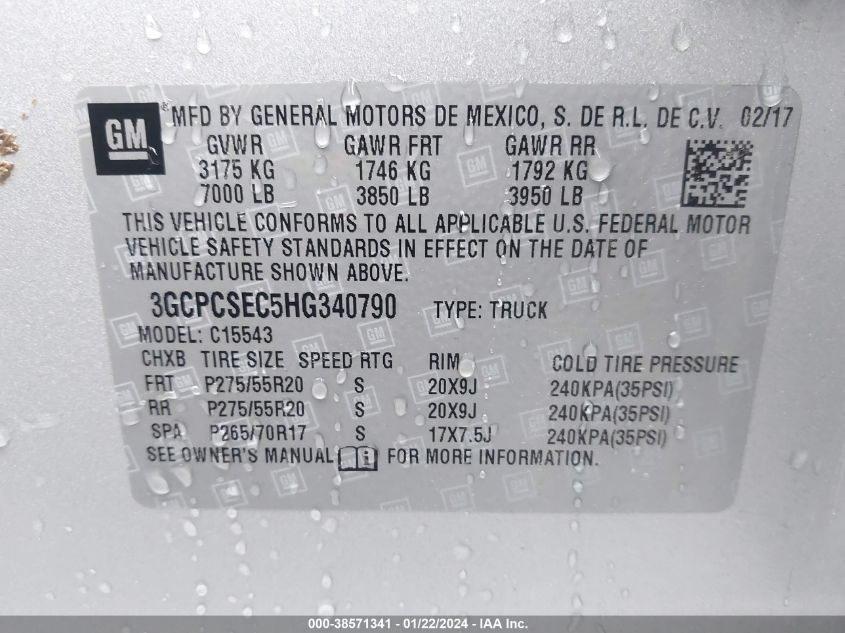 GM ® MFD BY GENERAL MOTORS DE MEXICO, S. DE R.L. DE C.V. 02/17
GVWR GAWR FRT GAWR RR
3175 KG 1746 KG 1792 KG
7000 LB 3850 LB 3950 LB
THIS VEHICLE CONFORMS TO ALL APPLICABLE U.S. FEDERAL MOTOR
VEHICLE SAFETY STANDARDS IN EFFECT ON THE DATE OF
MANUFACTURE SHOWN ABOVE.
3GCPCSEC5HG340790 TYPE: TRUCK
MODEL: C15543
CHXB TIRE SIZE SPEED RTG RIM COLD TIRE PRESSURE
FRT P275/55R20 S 20X9J 240KPA(35PSI)
RR P275/55R20 S 20X9J 240KPA(35PSI)
SPA P265/70R17 S 17X7.5J 240KPA(35PSI)
SEE OWNER'S MANUAL i FOR MORE INFORMATION.
000-38571341 - 01/22/2024 - IAA Inc.